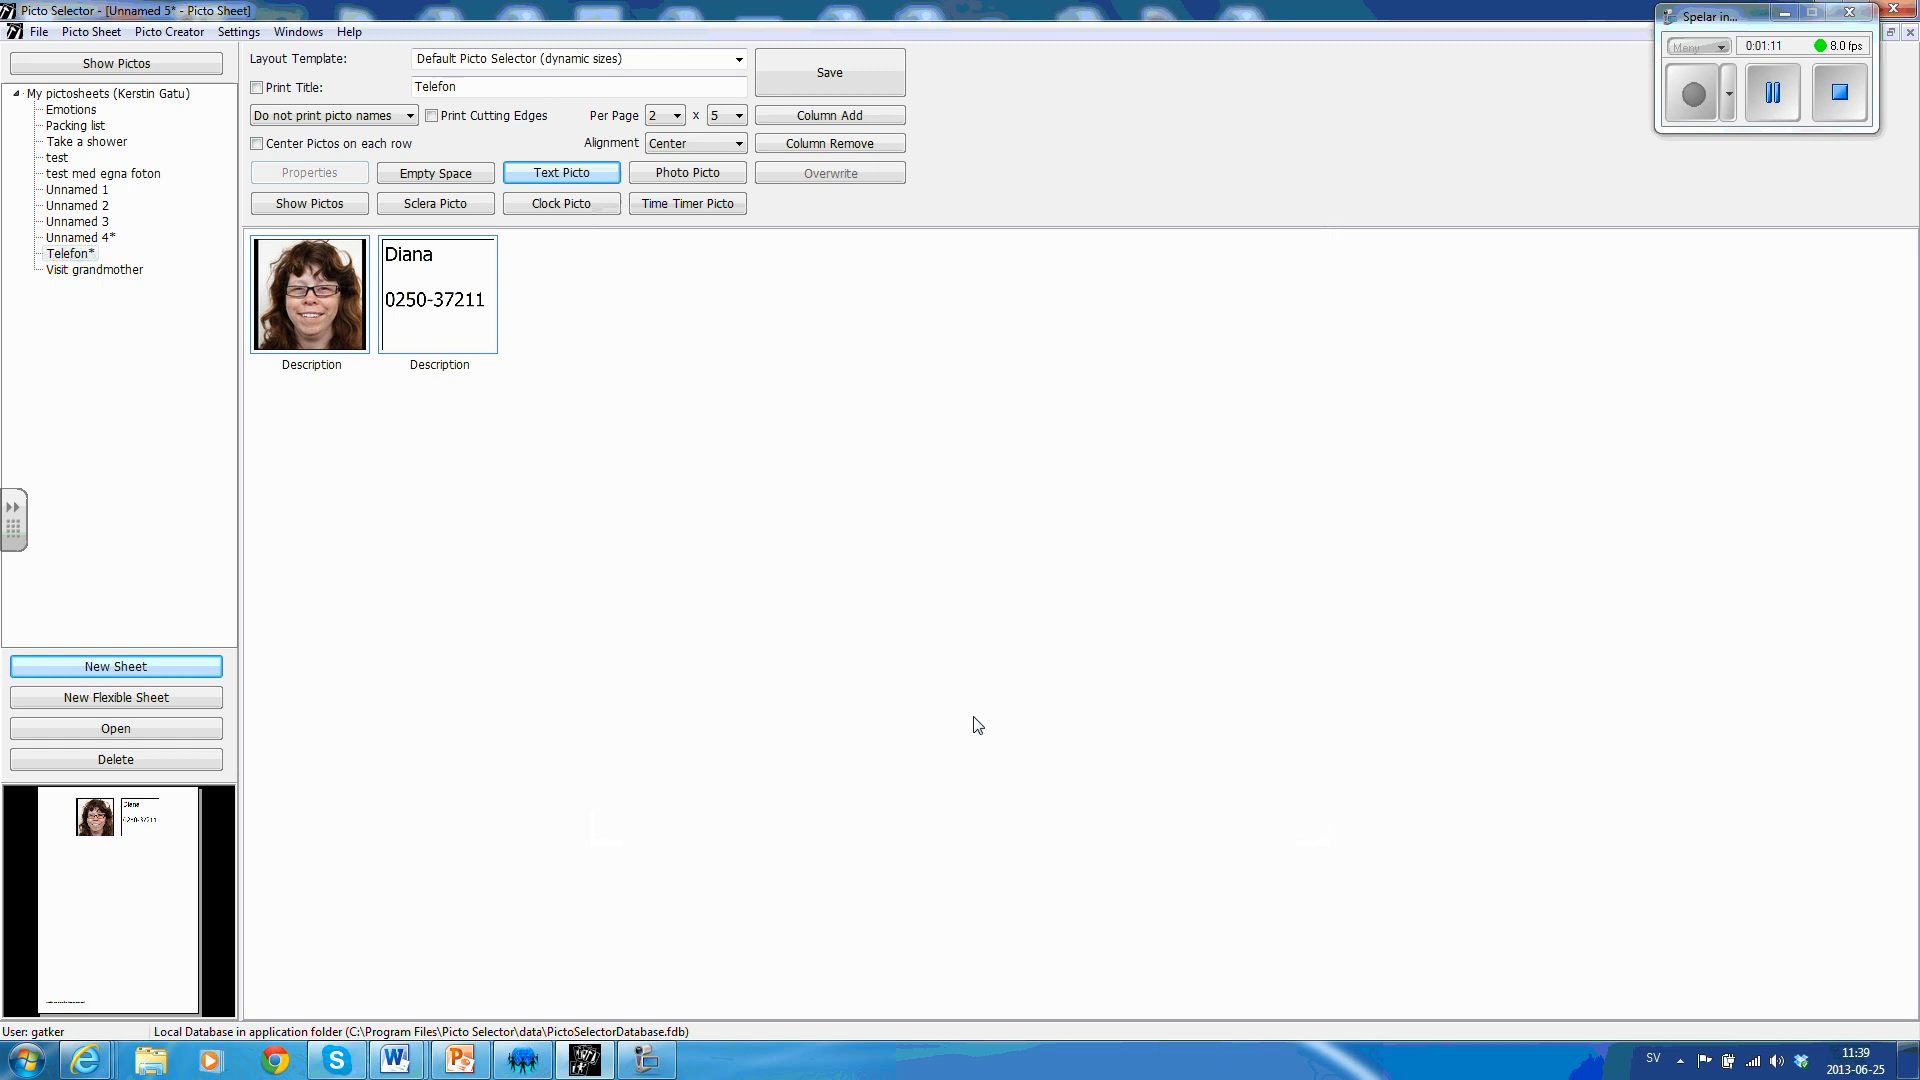 Picto Selector - [Unnamed 5* - Picto Sheet]
File Picto Sheet Picto Creator Settings Windows Help
Spelar in...
Meny 0:01:11 8.0 fps
Show Pictos
My pictosheets (Kerstin Gatu)
Emotions
Packing list
Take a shower
test
test med egna foton
Unnamed 1
Unnamed 2
Unnamed 3
Unnamed 4*
Telefon*
Visit grandmother
Layout Template: Default Picto Selector (dynamic sizes) Save
Print Title: Telefon
Do not print picto names Print Cutting Edges Per Page 2 x 5 Column Add
Center Pictos on each row Alignment Center Column Remove
Properties Empty Space Text Picto Photo Picto Overwrite
Show Pictos Sclera Picto Clock Picto Time Timer Picto
Diana
0250-37211
Description Description
New Sheet
New Flexible Sheet
Open
Delete
Diana
0250-37211
User: gatker Local Database in application folder (C:\Program Files\Picto Selector\data\PictoSelectorDatabase.fdb)
SV 11:39
2013-06-25